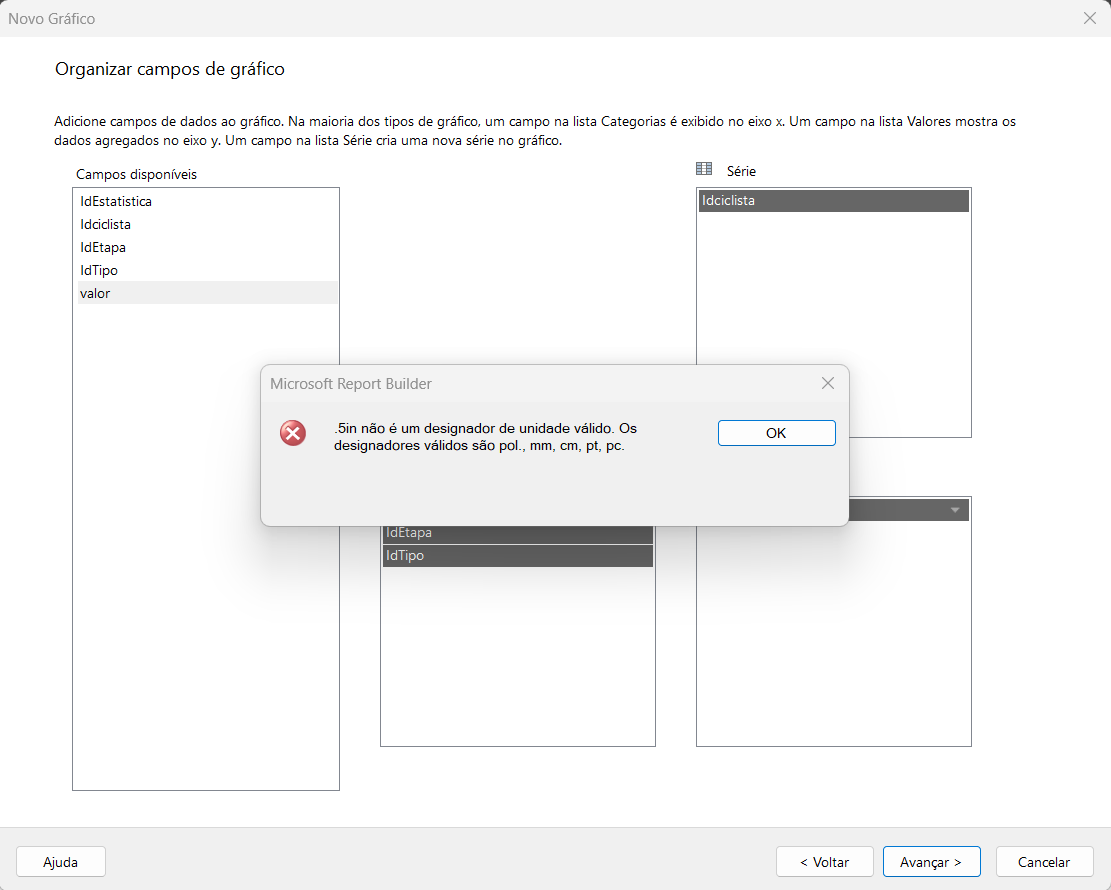 Novo Gráfico
Organizar campos de gráfico
Adicione campos de dados ao gráfico. Na maioria dos tipos de gráfico, um campo na lista Categorias é exibido no eixo x. Um campo na lista Valores mostra os
dados agregados no eixo y. Um campo na lista Série cria uma nova série no gráfico.
Campos disponíveis
IdEstatistica
Idciclista
IdEtapa
IdTipo
valor
Série
Idciclista
Microsoft Report Builder
.5in não é um designador de unidade válido. Os
designadores válidos são pol., mm, cm, pt, pc.
OK
IdEtapa
IdTipo
Ajuda
< Voltar
Avançar >
Cancelar